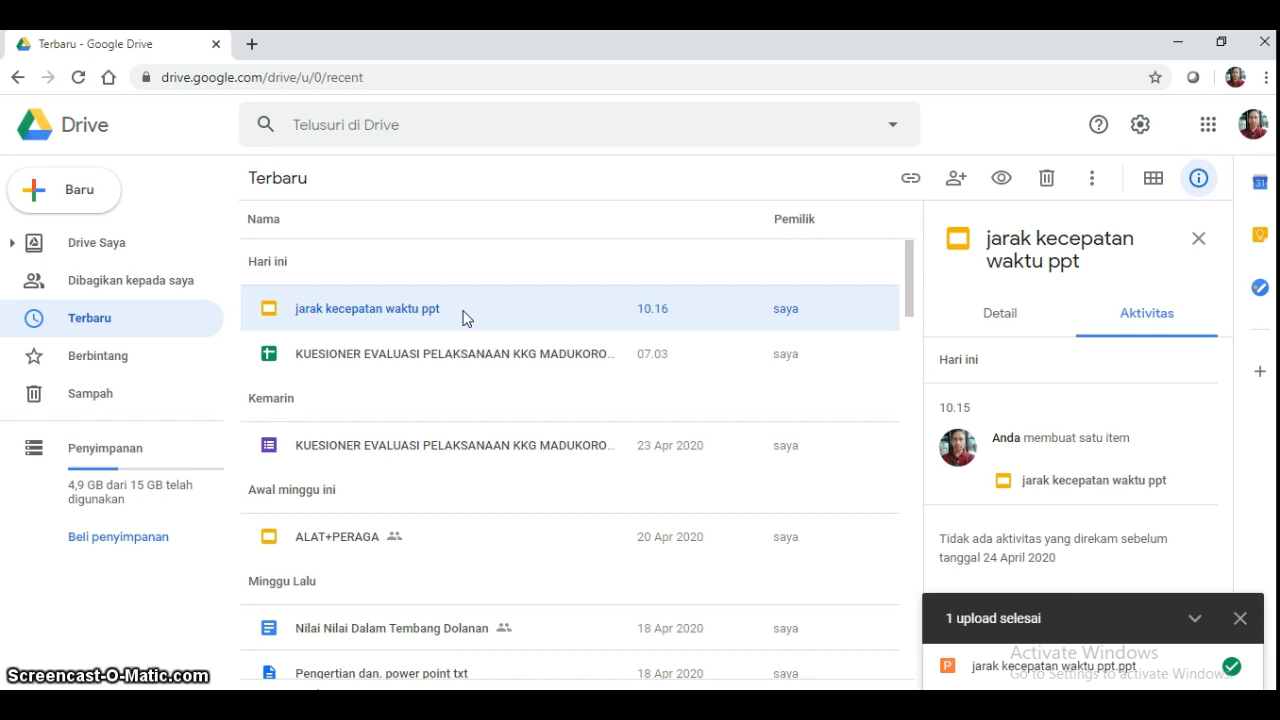 Terbaru - Google Drive
drive.google.com/drive/u/0/recent
Drive
Telusuri di Drive
Baru
Terbaru
Drive Saya
Dibagikan kepada saya
Terbaru
Berbintang
Sampah
Penyimpanan
4,9 GB dari 15 GB telah
digunakan
Beli penyimpanan
Nama Pemilik
Hari ini
jarak kecepatan waktu ppt 10.16 saya
KUESIONER EVALUASI PELAKSANAAN KKG MADUKORO... 07.03 saya
Kemarin
KUESIONER EVALUASI PELAKSANAAN KKG MADUKORO... 23 Apr 2020 saya
Awal minggu ini
ALAT+PERAGA 20 Apr 2020 saya
Minggu Lalu
Nilai Nilai Dalam Tembang Dolanan 18 Apr 2020 saya
Pengertian dan. power point txt 18 Apr 2020 saya
jarak kecepatan
waktu ppt
Detail Aktivitas
Hari ini
10.15
Anda membuat satu item
jarak kecepatan waktu ppt
Tidak ada aktivitas yang direkam sebelum
tanggal 24 April 2020
1 upload selesai
P jarak kecepatan waktu ppt.ppt
Activate Windows
Go to Settings to activate Windows.
31
Screencast-O-Matic.com